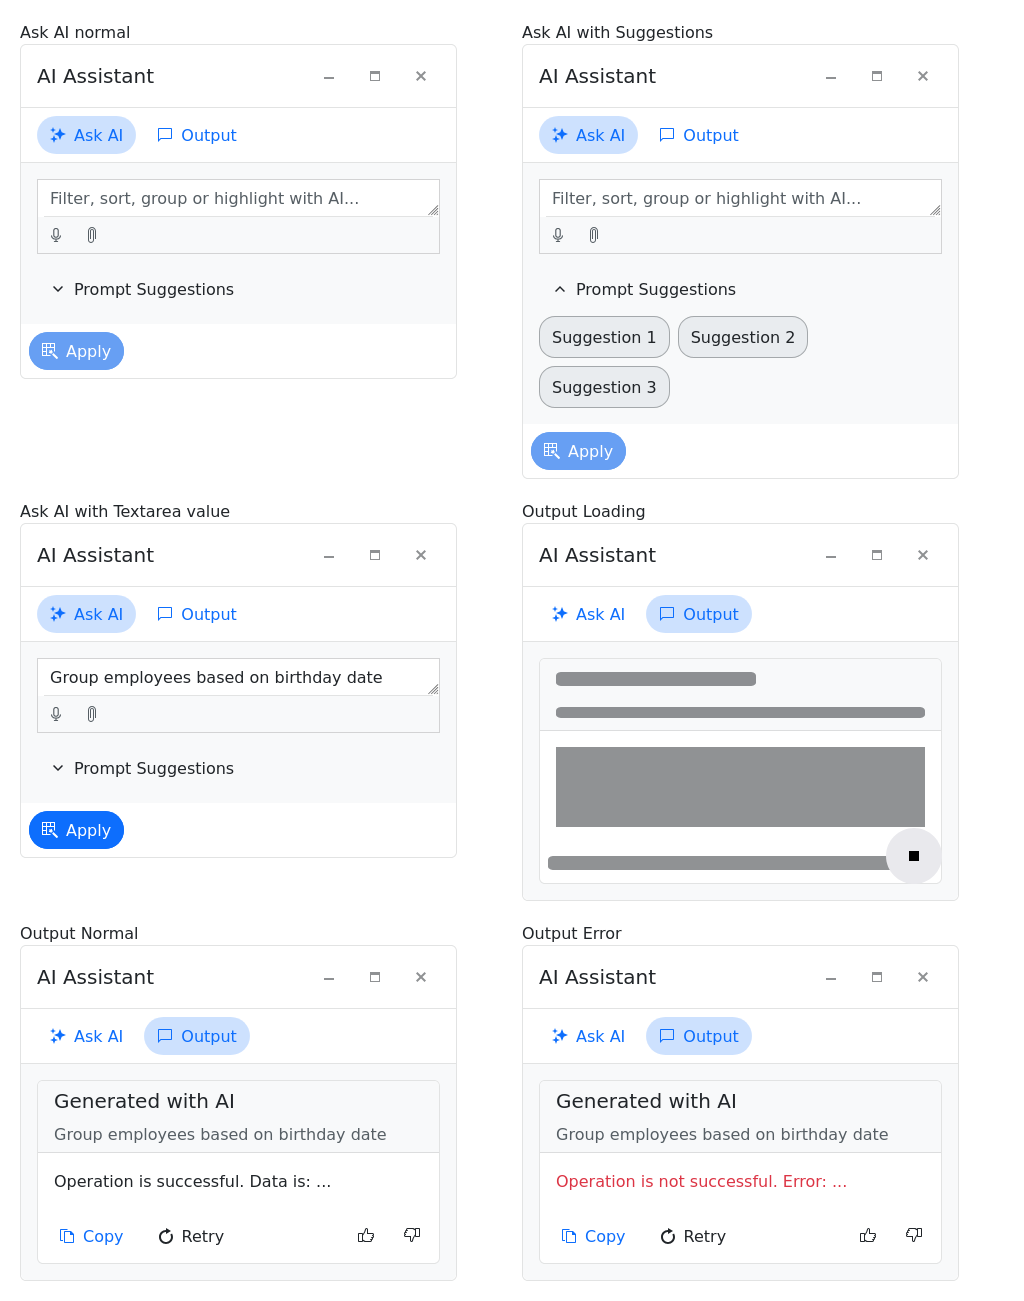 Ask AI normal
AI Assistant
Ask AI Output
Filter, sort, group or highlight with AI...
Prompt Suggestions
Apply
Ask AI with Suggestions
AI Assistant
Ask AI Output
Filter, sort, group or highlight with AI...
Prompt Suggestions
Suggestion 1 Suggestion 2
Suggestion 3
Apply
Ask AI with Textarea value
AI Assistant
Ask AI Output
Group employees based on birthday date
Prompt Suggestions
Apply
Output Loading
AI Assistant
Ask AI Output
Output Normal
AI Assistant
Ask AI Output
Generated with AI
Group employees based on birthday date
Operation is successful. Data is: ...
Copy Retry
Output Error
AI Assistant
Ask AI Output
Generated with AI
Group employees based on birthday date
Operation is not successful. Error: ...
Copy Retry